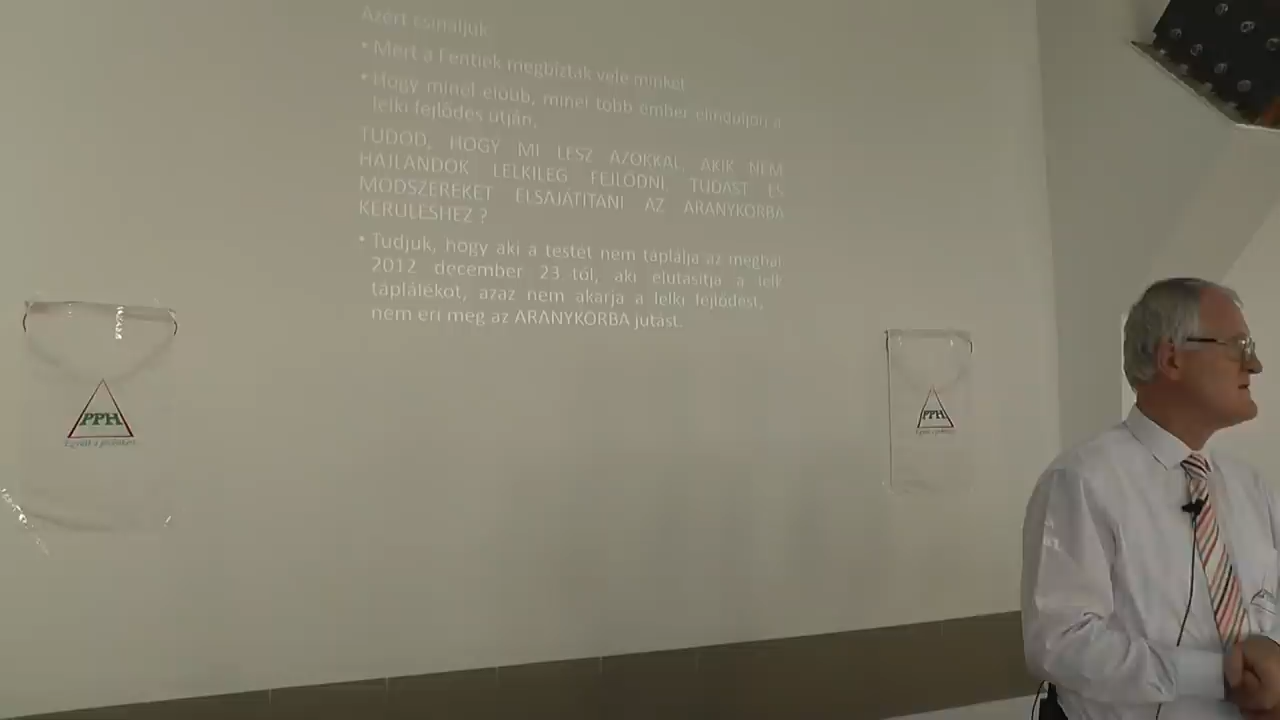 Azért csináljuk
• Mert a Fentiek megbíztak vele minket
• Hogy minél előbb, minél több ember elinduljon a
lelki fejlődés útján.
TUDOD, HOGY MI LESZ AZOKKAL, AKIK NEM
HAJLANDÓK LELKILEG FEJLŐDNI, TUDÁST ÉS
MÓDSZEREKET ELSAJÁTÍTANI AZ ARANYKORBA
KERÜLÉSHEZ ?
• Tudjuk, hogy aki a testét nem táplálja az meghal
2012 december 23 tól, aki elutasítja a lelk
táplálékot, azaz nem akarja a lelki fejlődést,
nem éri meg az ARANYKORBA jutást.
PPH
PPH